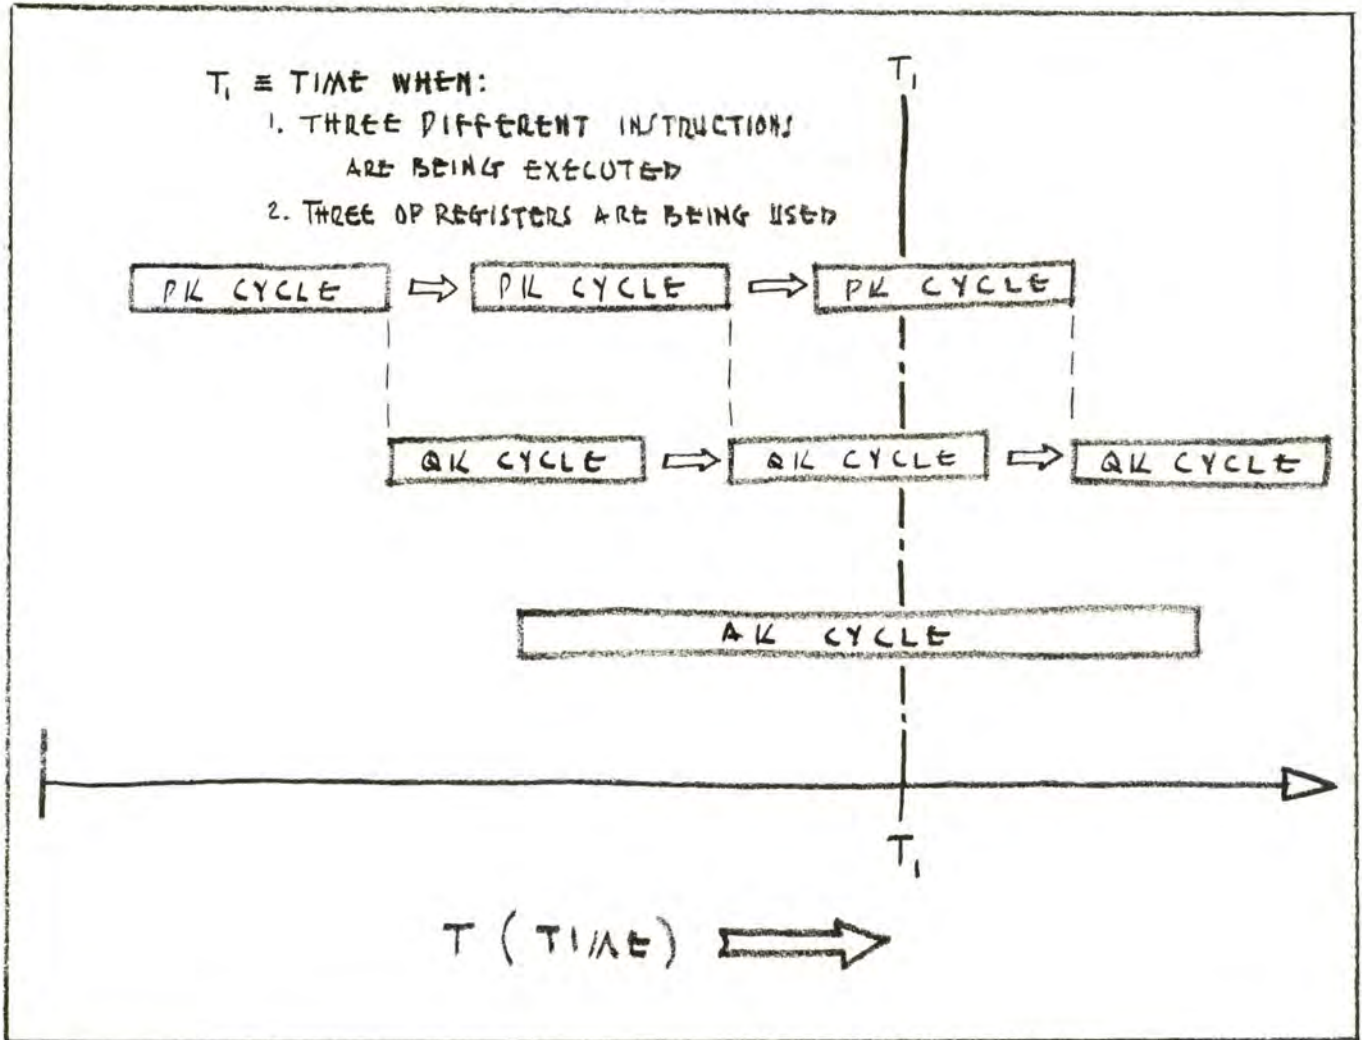 T₁ ≡ TIME WHEN:
1. THREE DIFFERENT INSTRUCTIONS
ARE BEING EXECUTED
2. THREE OP REGISTERS ARE BEING USED
T₁
PK CYCLE ⇨ PK CYCLE ⇨ PK CYCLE
QK CYCLE ⇨ QK CYCLE ⇨ QK CYCLE
AK CYCLE
T₁
T (TIME) ⇨